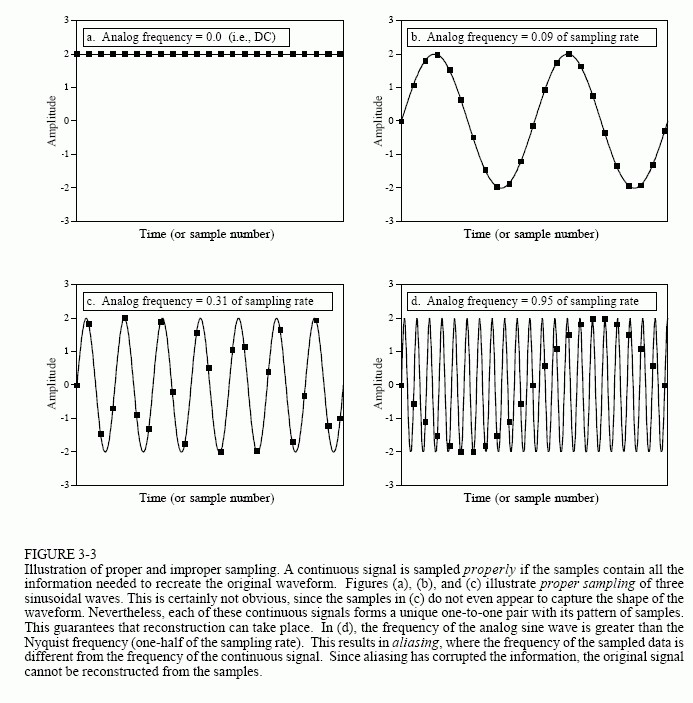 3
2
1
0
-1
-2
-3
Amplitude
a. Analog frequency = 0.0 (i.e., DC)
Time (or sample number)
3
2
1
0
-1
-2
-3
Amplitude
b. Analog frequency = 0.09 of sampling rate
Time (or sample number)
3
2
1
0
-1
-2
-3
Amplitude
c. Analog frequency = 0.31 of sampling rate
Time (or sample number)
3
2
1
0
-1
-2
-3
Amplitude
d. Analog frequency = 0.95 of sampling rate
Time (or sample number)
FIGURE 3-3
Illustration of proper and improper sampling. A continuous signal is sampled properly if the samples contain all the
information needed to recreate the original waveform. Figures (a), (b), and (c) illustrate proper sampling of three
sinusoidal waves. This is certainly not obvious, since the samples in (c) do not even appear to capture the shape of the
waveform. Nevertheless, each of these continuous signals forms a unique one-to-one pair with its pattern of samples.
This guarantees that reconstruction can take place. In (d), the frequency of the analog sine wave is greater than the
Nyquist frequency (one-half of the sampling rate). This results in aliasing, where the frequency of the sampled data is
different from the frequency of the continuous signal. Since aliasing has corrupted the information, the original signal
cannot be reconstructed from the samples.